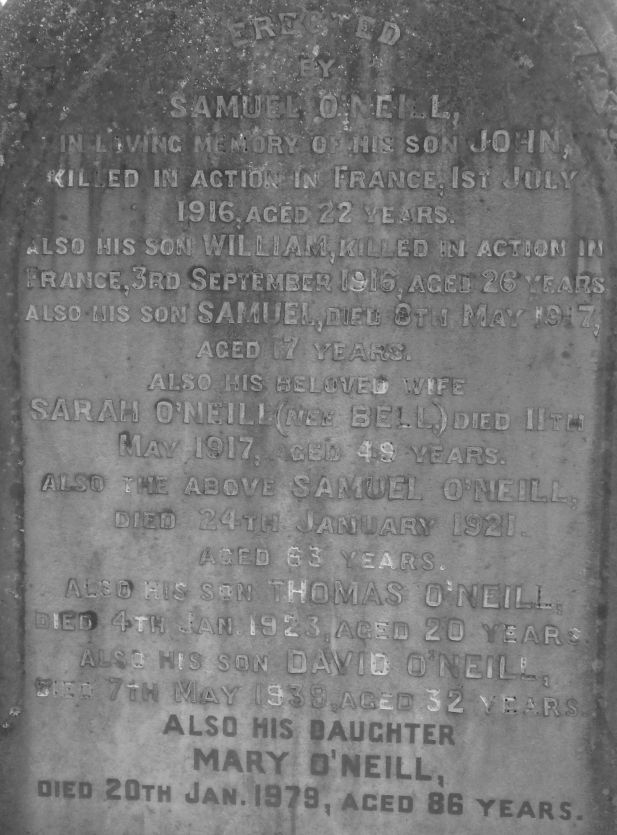 ERECTED
BY
SAMUEL O'NEILL,
IN LOVING MEMORY OF HIS SON JOHN,
KILLED IN ACTION IN FRANCE, 1ST JULY
1916, AGED 22 YEARS.
ALSO HIS SON WILLIAM, KILLED IN ACTION IN
FRANCE, 3RD SEPTEMBER 1916, AGED 26 YEARS
ALSO HIS SON SAMUEL, DIED 8TH MAY 1917,
AGED 17 YEARS.
ALSO HIS BELOVED WIFE
SARAH O'NEILL (NEE BELL,) DIED 11TH
MAY 1917, AGED 49 YEARS.
ALSO THE ABOVE SAMUEL O'NEILL,
DIED 24TH JANUARY 1921.
AGED 63 YEARS.
ALSO HIS SON THOMAS O'NEILL,
DIED 4TH JAN. 1923, AGED 20 YEARS.
ALSO HIS SON DAVID O'NEILL,
DIED 7TH MAY 1939, AGED 32 YEARS.
ALSO HIS DAUGHTER
MARY O'NEILL,
DIED 20TH JAN. 1979, AGED 86 YEARS.